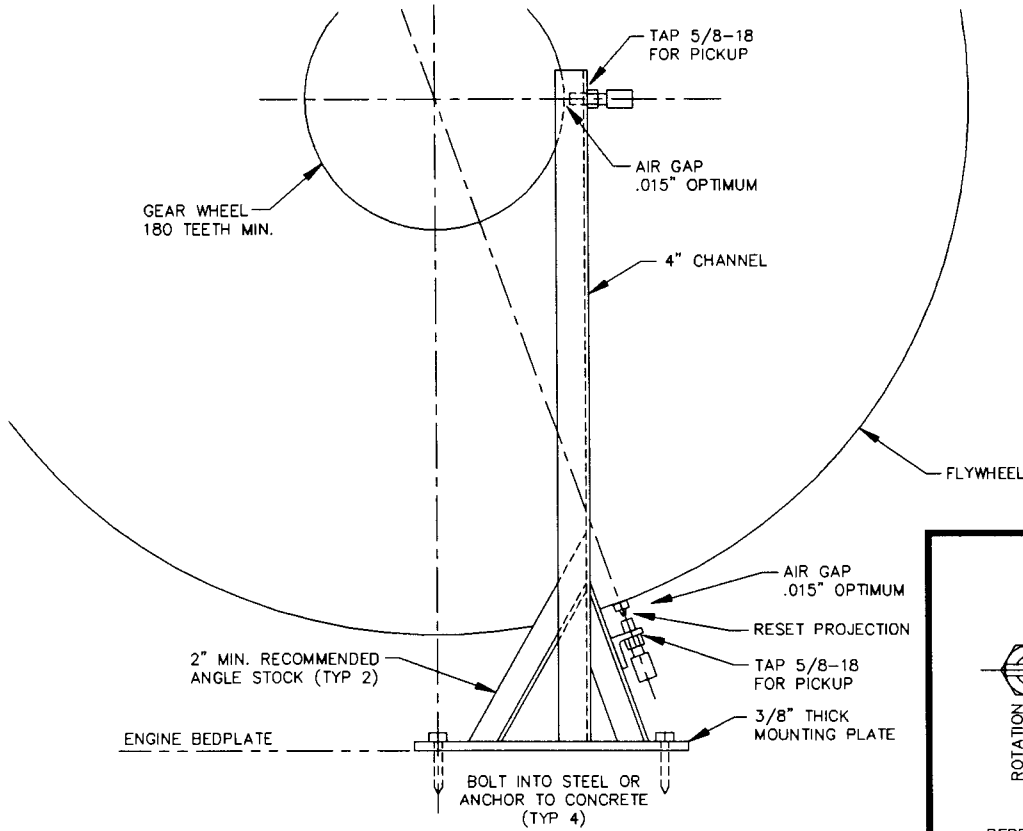 TAP 5/8-18
FOR PICKUP
AIR GAP
.015" OPTIMUM
GEAR WHEEL
180 TEETH MIN.
4" CHANNEL
FLYWHEEL
AIR GAP
.015" OPTIMUM
RESET PROJECTION
2" MIN. RECOMMENDED
ANGLE STOCK (TYP 2)
TAP 5/8-18
FOR PICKUP
3/8" THICK
MOUNTING PLATE
ENGINE BEDPLATE
BOLT INTO STEEL OR
ANCHOR TO CONCRETE
(TYP 4)
ROTATION